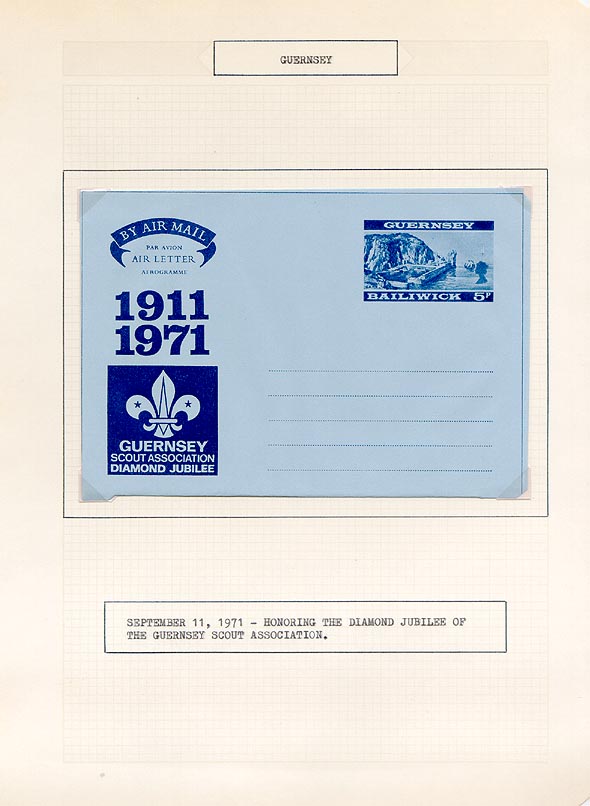 GUERNSEY
BY AIR MAIL
PAR AVION
AIR LETTER
AEROGRAMME
GUERNSEY
BAILIWICK 5P
1911
1971
GUERNSEY
SCOUT ASSOCIATION
DIAMOND JUBILEE
SEPTEMBER 11, 1971 - HONORING THE DIAMOND JUBILEE OF
THE GUERNSEY SCOUT ASSOCIATION.